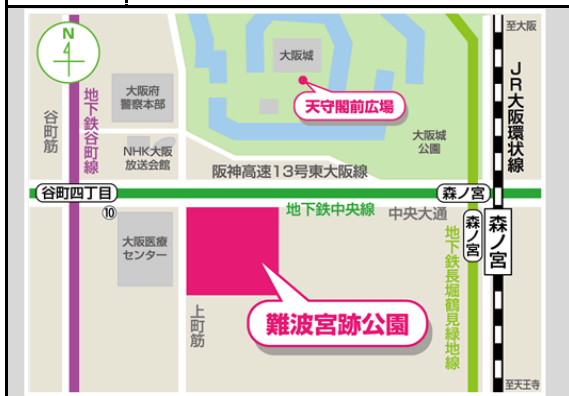 N
4
至大阪
大阪城
JR大阪環状線
大阪府
警察本部
天守閣前広場
地下鉄谷町線
谷町筋
大阪城
公園
NHK大阪
放送会館
阪神高速13号東大阪線
谷町四丁目
森ノ宮
⑩
地下鉄中央線
中央大通
森ノ宮
森ノ宮
大阪医療
センター
地下鉄長堀鶴見緑地線
上町筋
難波宮跡公園
至天王寺